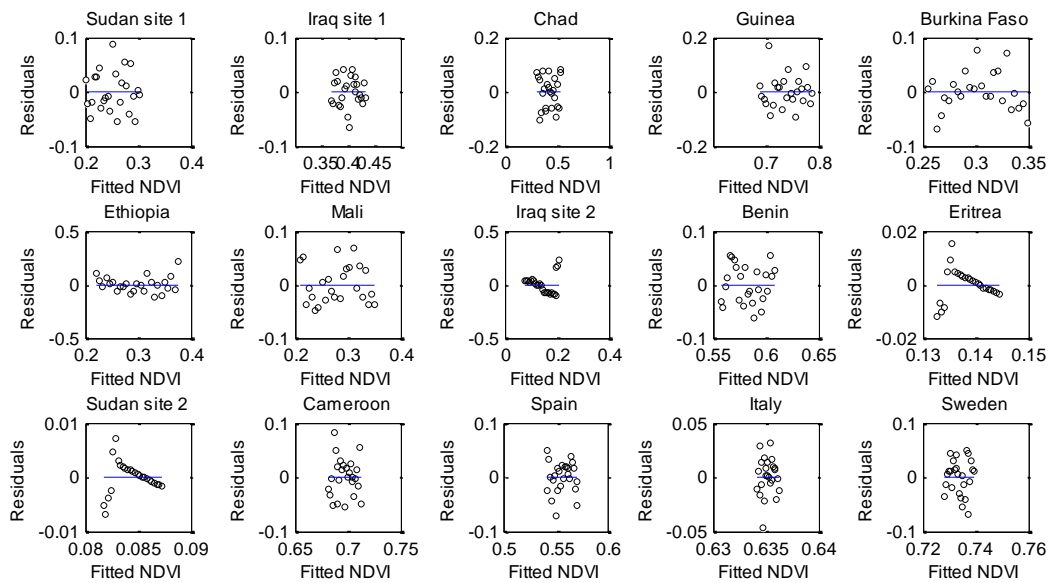 Sudan site 1 Iraq site 1 Chad Guinea Burkina Faso
0.1 0.1 0.2 0.2 0.1
Residuals Residuals Residuals Residuals Residuals
0 0 0 0 0
-0.1 -0.1 -0.2 -0.2 -0.1
0.2 0.3 0.4 0.35 0.4 0.45 0 0.5 1 0.7 0.8 0.25 0.3 0.35
Fitted NDVI Fitted NDVI Fitted NDVI Fitted NDVI Fitted NDVI
Ethiopia Mali Iraq site 2 Benin Eritrea
0.5 0.1 0.5 0.1 0.02
Residuals Residuals Residuals Residuals Residuals
0 0 0 0 0
-0.5 -0.1 -0.5 -0.1 -0.02
0.2 0.3 0.4 0.2 0.3 0.4 0 0.2 0.4 0.55 0.6 0.65 0.13 0.135 0.14 0.15
Fitted NDVI Fitted NDVI Fitted NDVI Fitted NDVI Fitted NDVI
Sudan site 2 Cameroon Spain Italy Sweden
0.01 0.1 0.1 0.05 0.1
Residuals Residuals Residuals Residuals Residuals
0 0 0 0 0
-0.01 -0.1 -0.1 -0.05 -0.1
0.08 0.085 0.09 0.65 0.7 0.75 0.5 0.55 0.6 0.63 0.635 0.64 0.72 0.74 0.76
Fitted NDVI Fitted NDVI Fitted NDVI Fitted NDVI Fitted NDVI